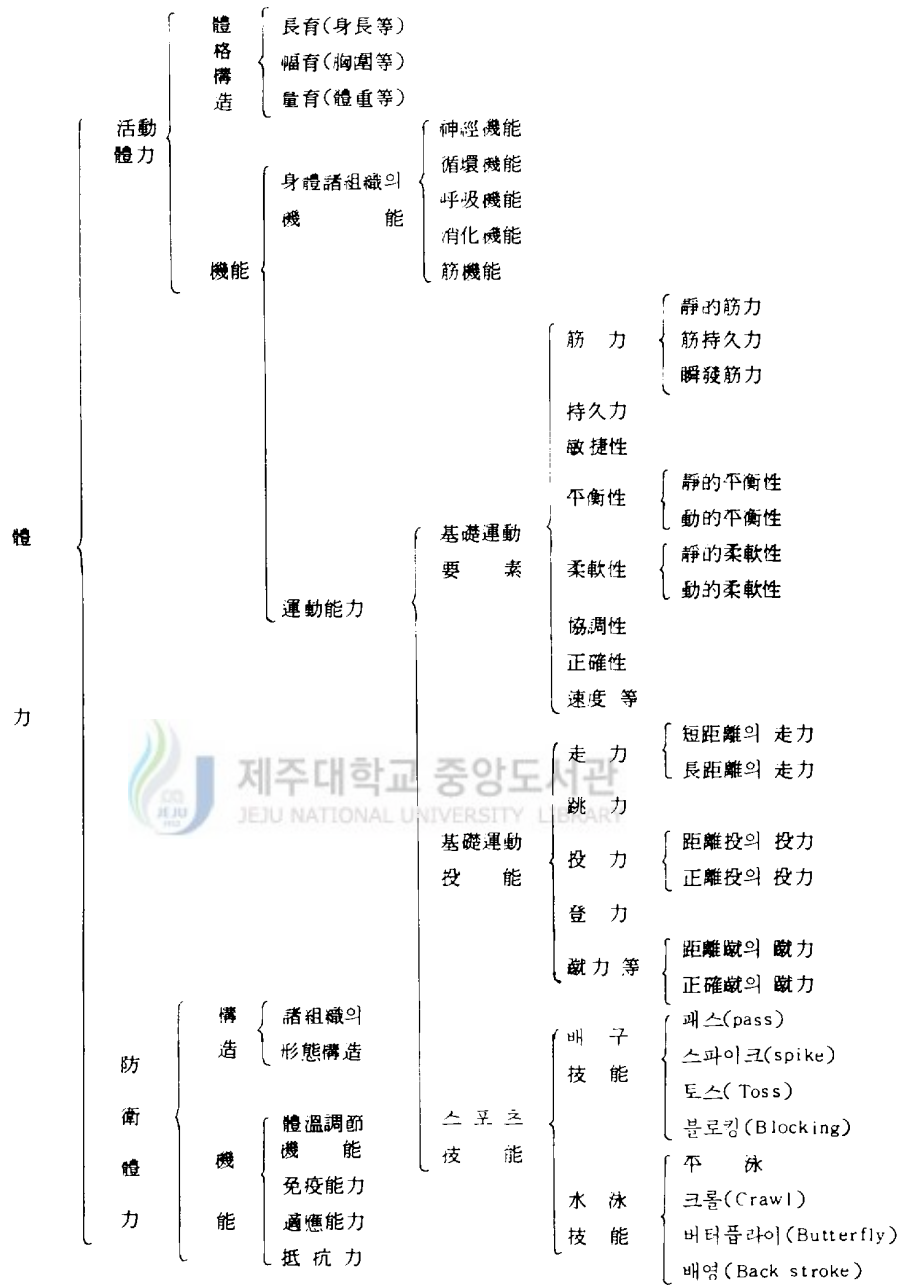 體力
活動
體力
體格構造
長育(身長等)
幅育(胸圍等)
量育(體重等)
機能
身體諸組織의
機能
神經機能
循環機能
呼吸機能
消化機能
筋機能
運動能力
基礎運動
要素
筋力
靜的筋力
筋持久力
瞬發筋力
持久力
敏捷性
平衡性
靜的平衡性
動的平衡性
柔軟性
靜的柔軟性
動的柔軟性
協調性
正確性
速度 等
基礎運動
投能
走力
短距離의 走力
長距離의 走力
跳力
投力
距離投의 投力
正離投의 投力
登力
蹴力 等
距離蹴의 蹴力
正確蹴의 蹴力
스포츠
技能
배구
技能
패스(pass)
스파이크(spike)
토스(Toss)
블로킹(Blocking)
水泳
技能
平泳
크롤(Crawl)
버터플라이(Butterfly)
배영(Back stroke)
防衛體力
構造
諸組織의
形態構造
機能
體溫調節
機能
免疫能力
適應能力
抵抗力
제주대학교 중앙도서관
JEJU NATIONAL UNIVERSITY LIBRARY
JEJU
1952